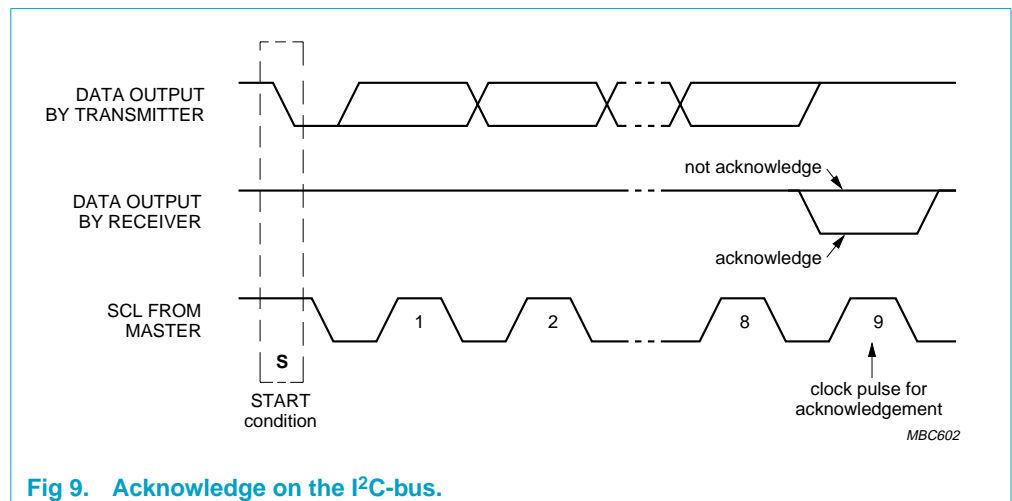 DATA OUTPUT
BY TRANSMITTER
not acknowledge
DATA OUTPUT
BY RECEIVER
acknowledge
SCL FROM
MASTER
1
2
8
9
S
START
condition
clock pulse for
acknowledgement
MBC602
Fig 9. Acknowledge on the I²C-bus.